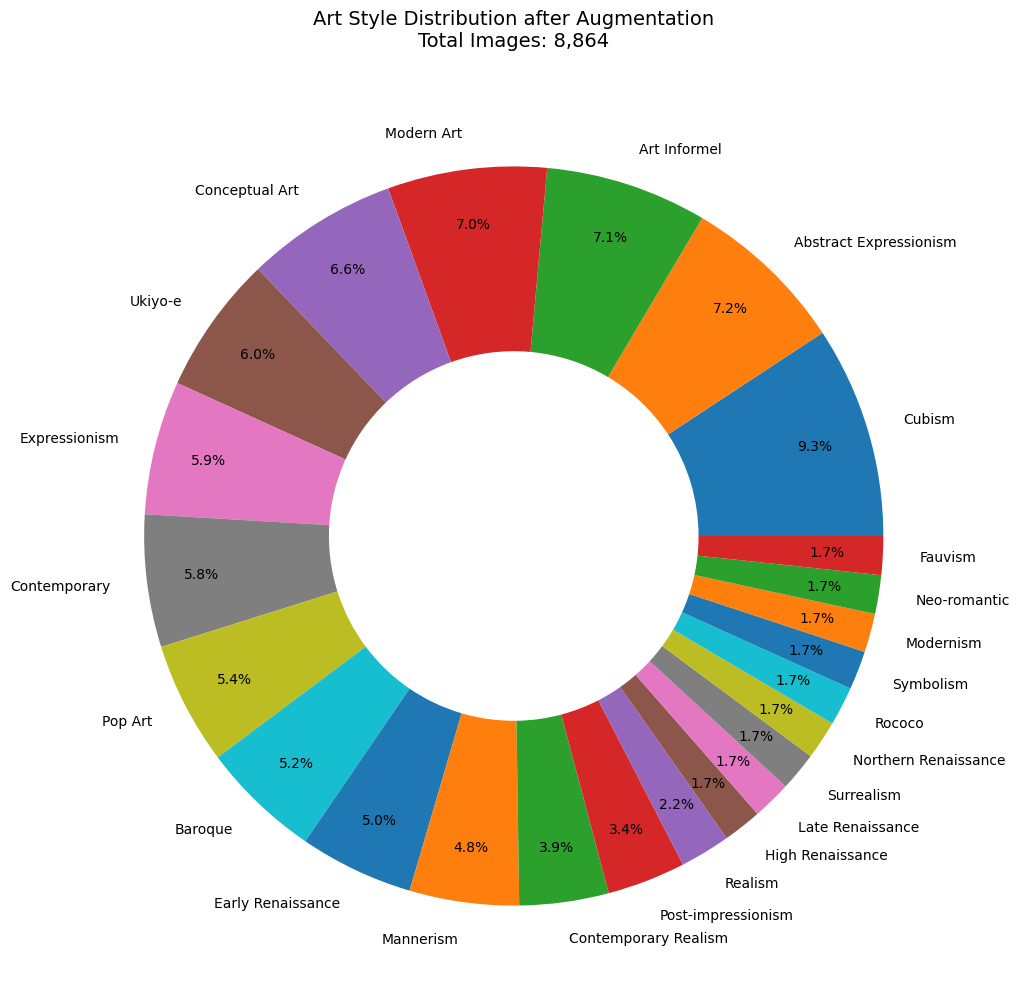 Art Style Distribution after Augmentation
Total Images: 8,864
Modern Art
Art Informel
Conceptual Art
Abstract Expressionism
Ukiyo-e
Expressionism
Cubism
Contemporary
Fauvism
Neo-romantic
Modernism
Symbolism
Pop Art
Rococo
Northern Renaissance
Surrealism
Baroque
Late Renaissance
High Renaissance
Realism
Early Renaissance
Post-impressionism
Mannerism
Contemporary Realism
7.0%
7.1%
6.6%
7.2%
6.0%
9.3%
5.9%
1.7%
5.8%
1.7%
1.7%
1.7%
5.4%
1.7%
1.7%
1.7%
5.2%
1.7%
1.7%
2.2%
5.0%
3.4%
4.8%
3.9%